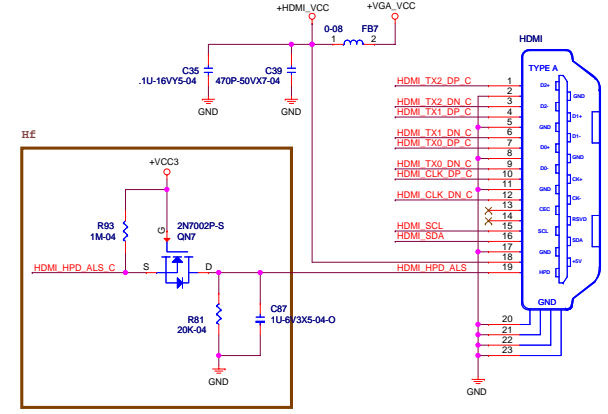 +HDMI_VCC
+VGA_VCC
0-08
FB7
1
2
HDMI
C35
.1U-16VY5-04
C39
470P-50VX7-04
GND
GND
TYPE A
HDMI_TX2_DP_C 1 D2+
2 GND
HDMI_TX2_DN_C 3 D2-
HDMI_TX1_DP_C 4 D1+
5 GND
HDMI_TX1_DN_C 6 D1-
HDMI_TX0_DP_C 7 D0+
8 GND
HDMI_TX0_DN_C 9 D0-
HDMI_CLK_DP_C 10 CK+
11 GND
HDMI_CLK_DN_C 12 CK-
13 CEC
14 RSVD
HDMI_SCL 15 SCL
HDMI_SDA 16 SDA
17 GND
18 +5V
HDMI_HPD_ALS 19 HPD
GND
20
21
22
23
GND
Hf
+VCC3
R93
1M-04
G
2N7002P-S
QN7
HDMI_HPD_ALS_C
S
D
R81
20K-04
C87
1U-6V3X5-04-O
GND